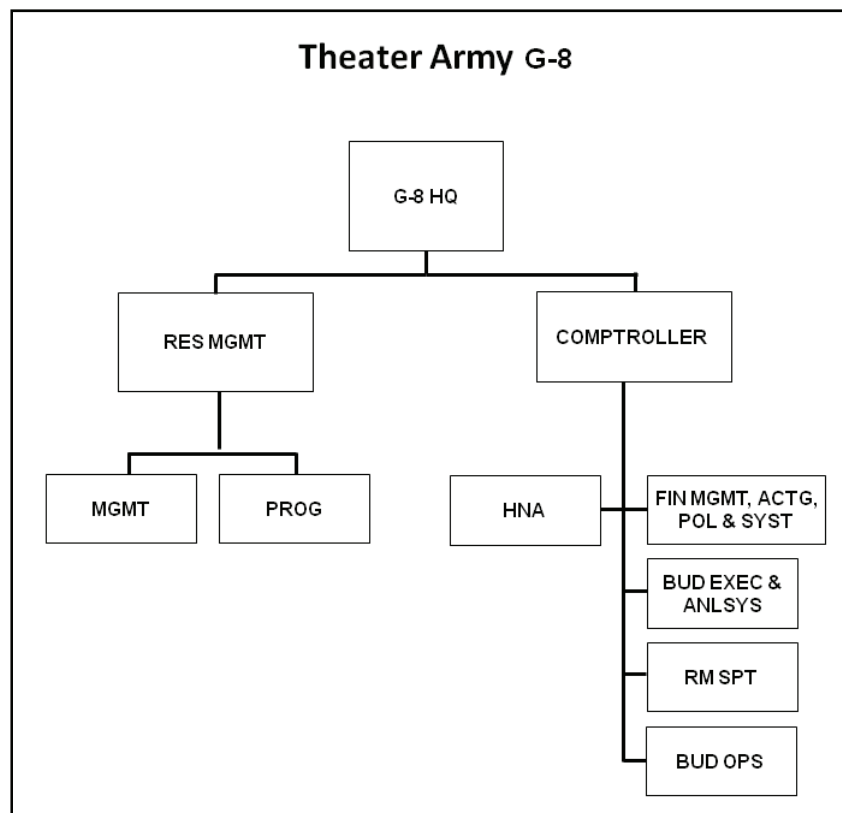 Theater Army G-8
G-8 HQ
RES MGMT
COMPTROLLER
MGMT
PROG
HNA
FIN MGMT, ACTG,
POL & SYST
BUD EXEC &
ANLSYS
RM SPT
BUD OPS